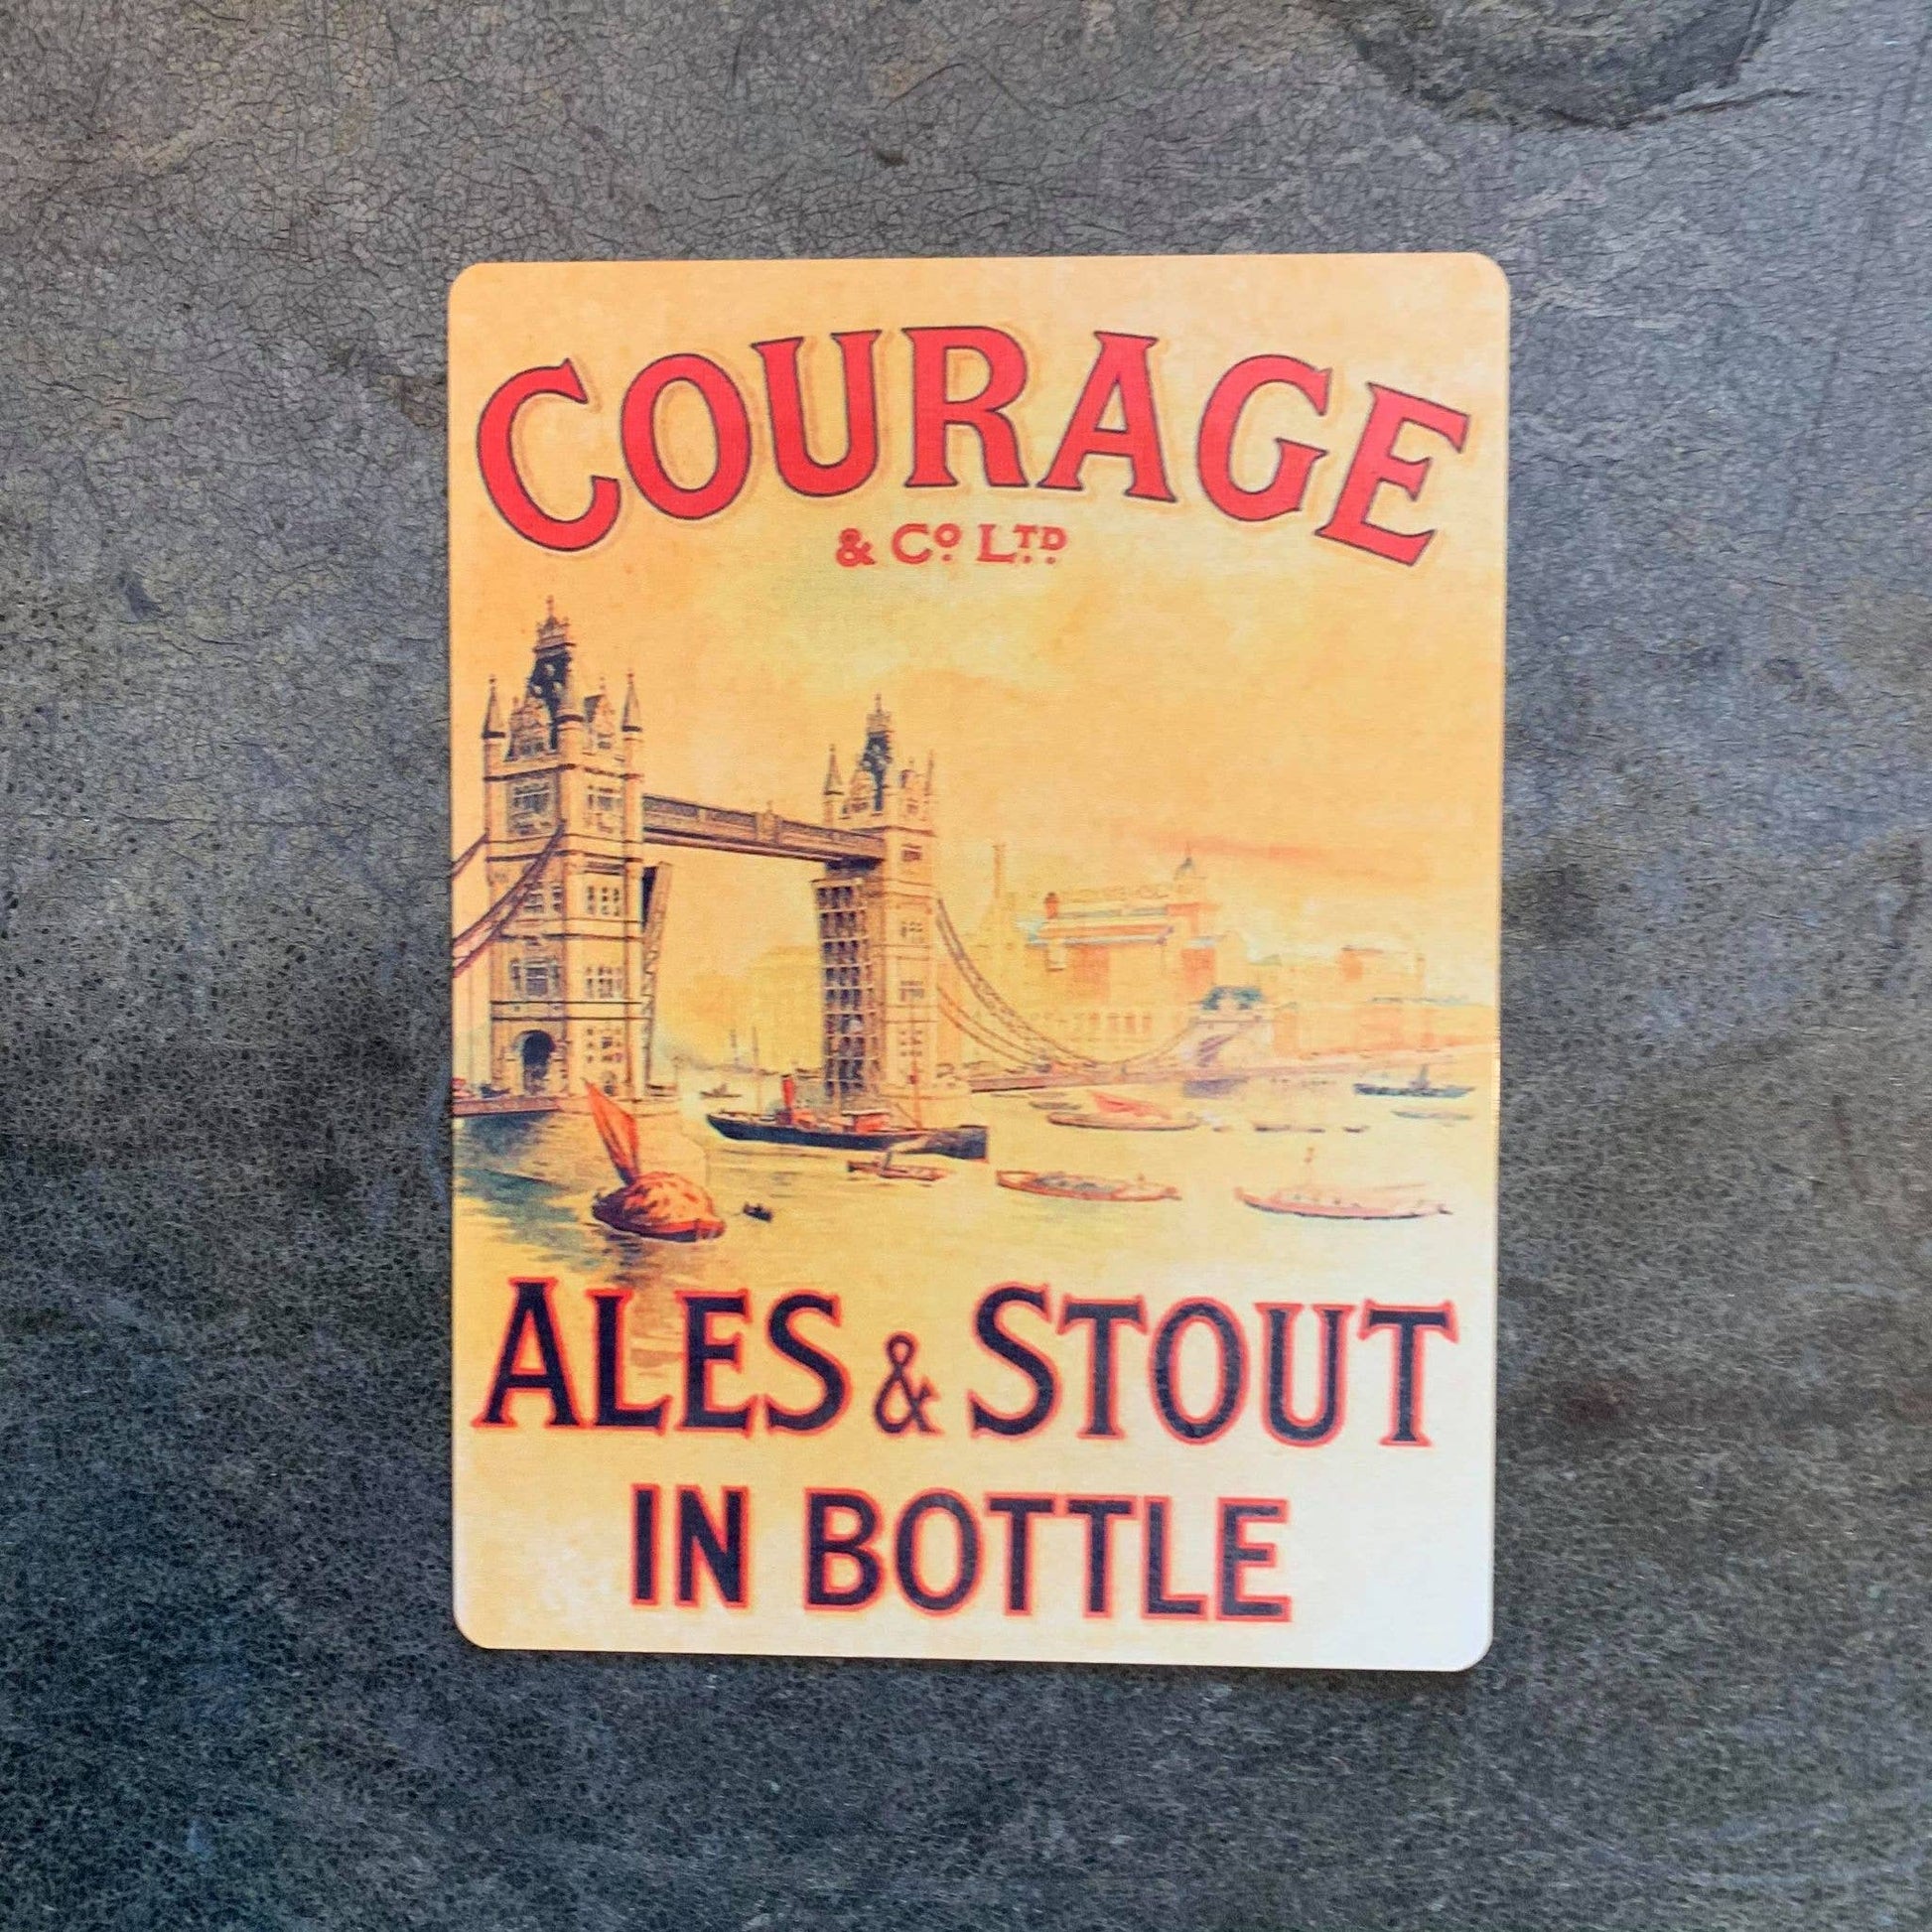 COURAGE
& Cº LTD
ALES & STOUT
IN BOTTLE